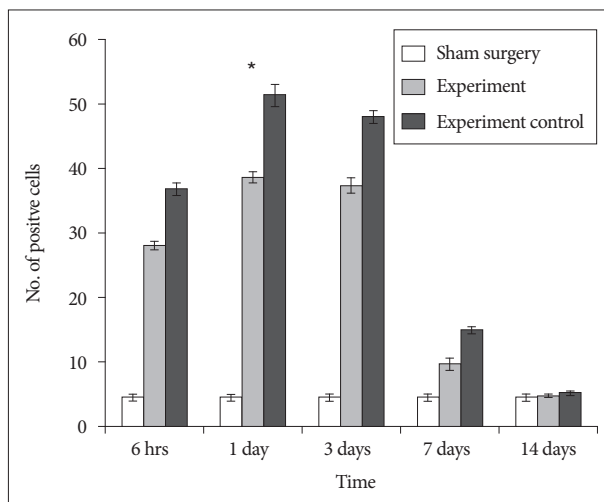 60
50
40
30
20
10
0
No. of positve cells
*
Sham surgery
Experiment
Experiment control
6 hrs
1 day
3 days
7 days
14 days
Time